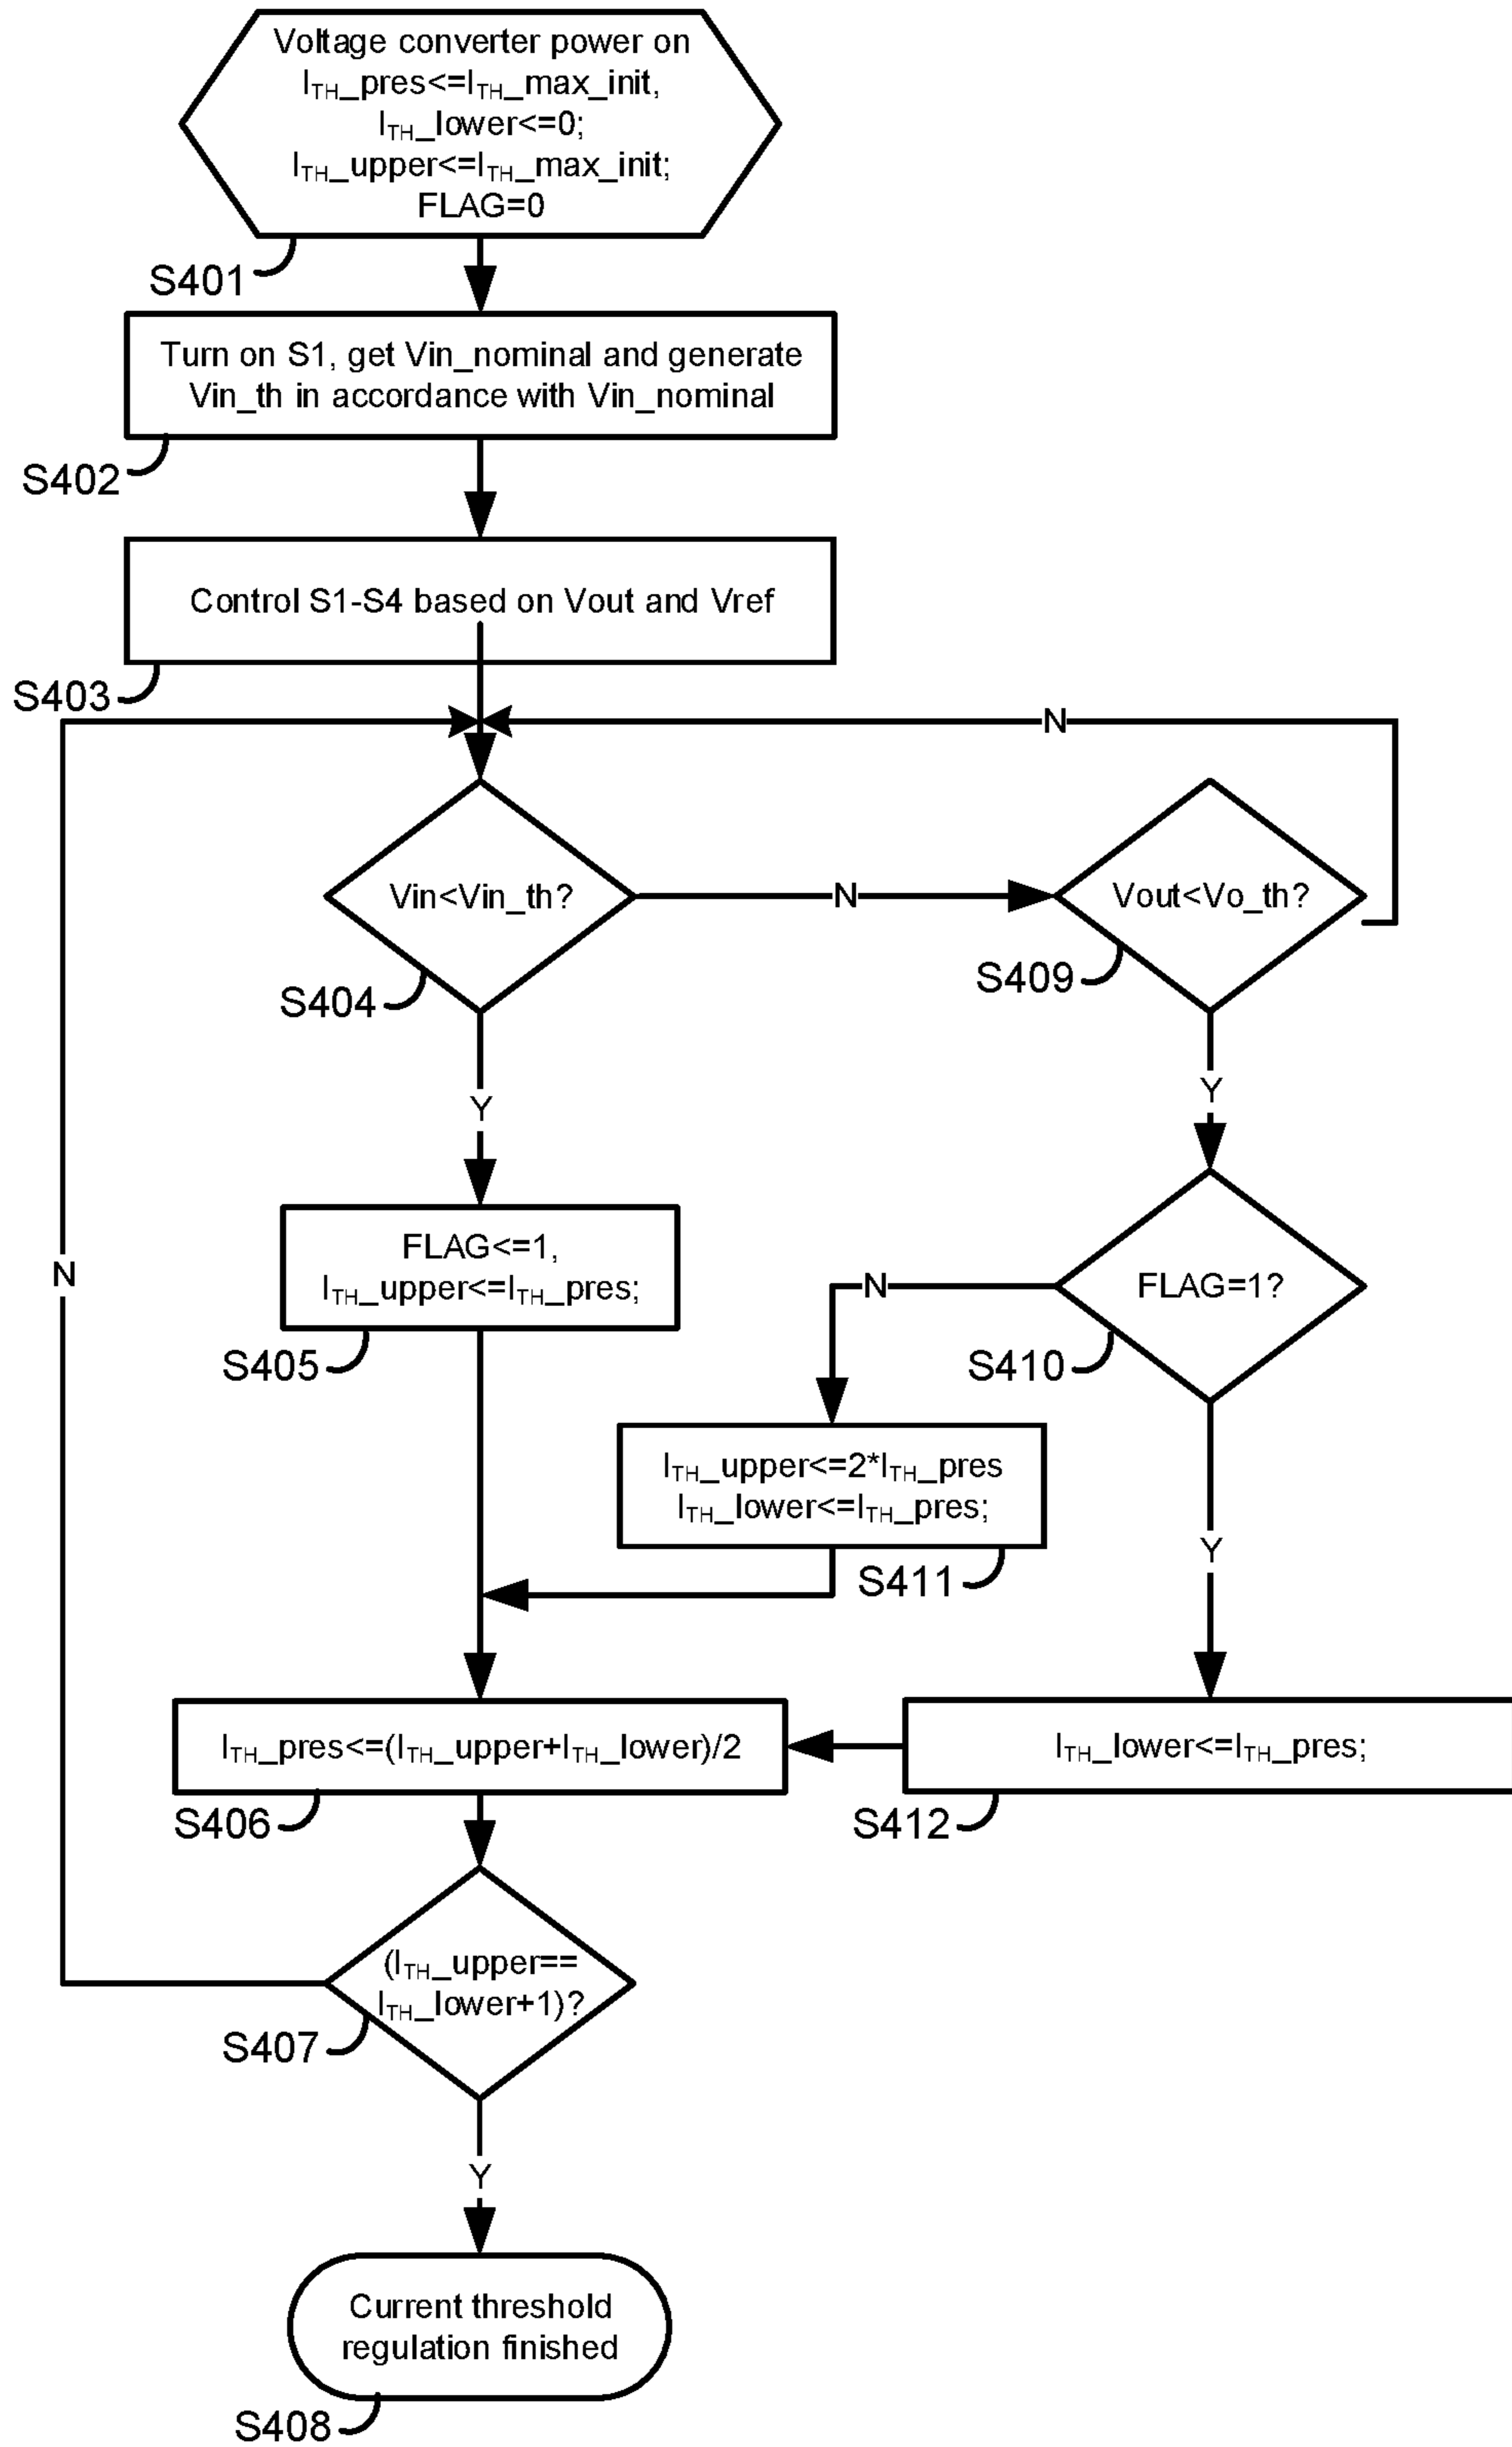 Voltage converter power on
ITH_pres<=ITH_max_init,
ITH_lower<=0;
ITH_upper<=ITH_max_init;
FLAG=0
S401
Turn on S1, get Vin_nominal and generate
Vin_th in accordance with Vin_nominal
S402
Control S1-S4 based on Vout and Vref
S403
N
Vin<Vin_th?
N
Vout<Vo_th?
S404
S409
Y
Y
FLAG<=1,
ITH_upper<=ITH_pres;
S405
N
N
FLAG=1?
S410
ITH_upper<=2*ITH_pres
ITH_lower<=ITH_pres;
S411
Y
ITH_pres<=(ITH_upper+ITH_lower)/2
S406
ITH_lower<=ITH_pres;
S412
(ITH_upper==
ITH_lower+1)?
S407
Y
Current threshold
regulation finished
S408